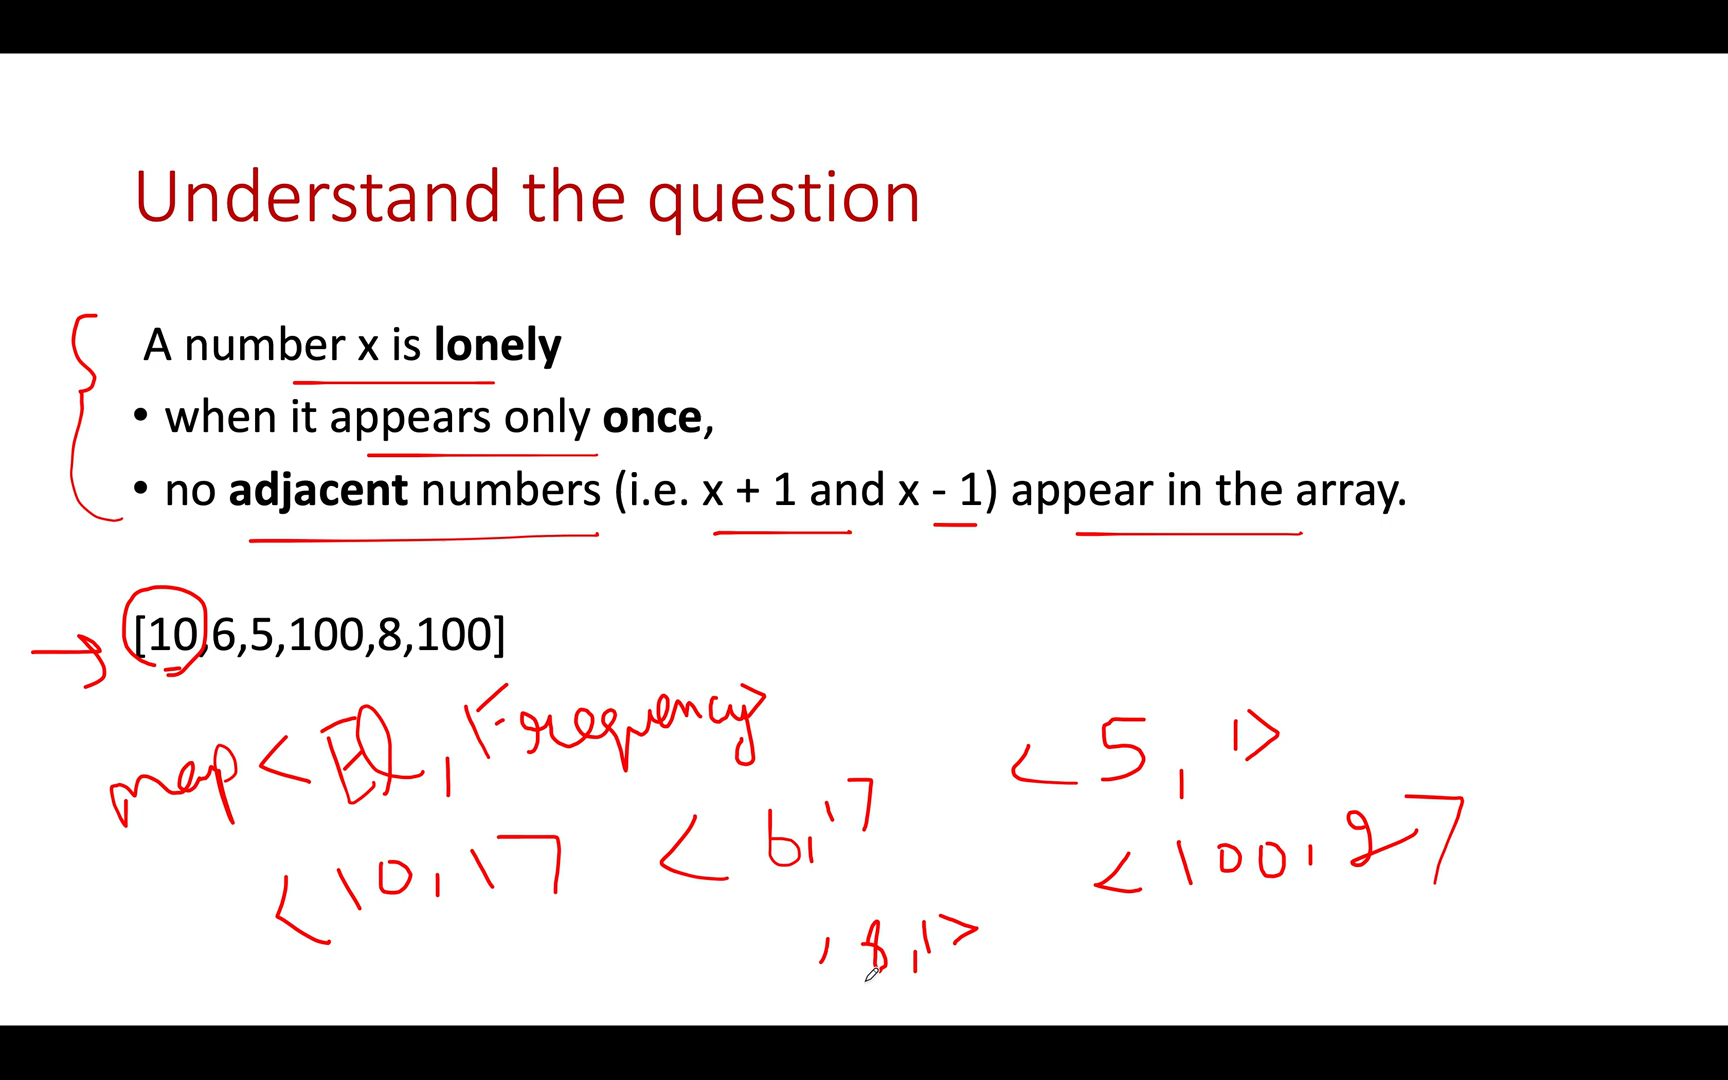 Understand the question
A number x is lonely
• when it appears only once,
• no adjacent numbers (i.e. x + 1 and x - 1) appear in the array.
[10,6,5,100,8,100]
map <El, Frequency>
<5, 1>
<10, 1>
<6, 1>
<100, 2>
, 8, 1>